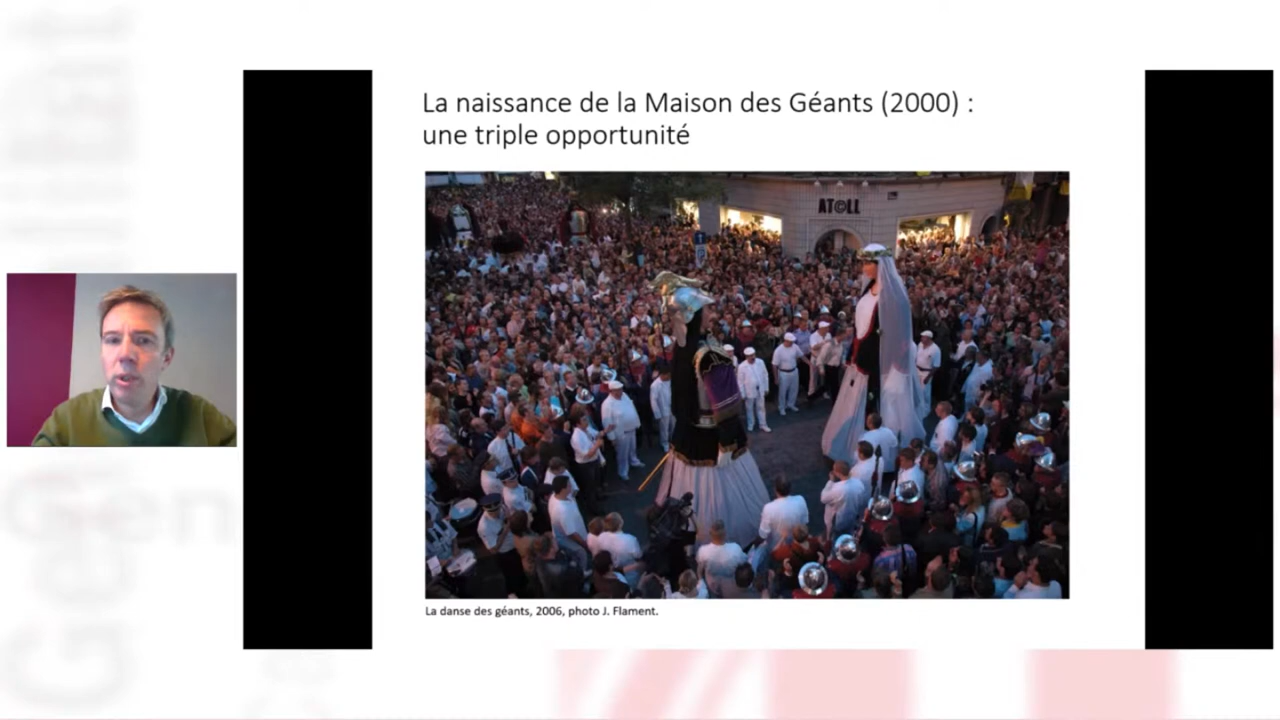 La naissance de la Maison des Géants (2000) :
une triple opportunité
ATOLL
La danse des géants, 2006, photo J. Flament.